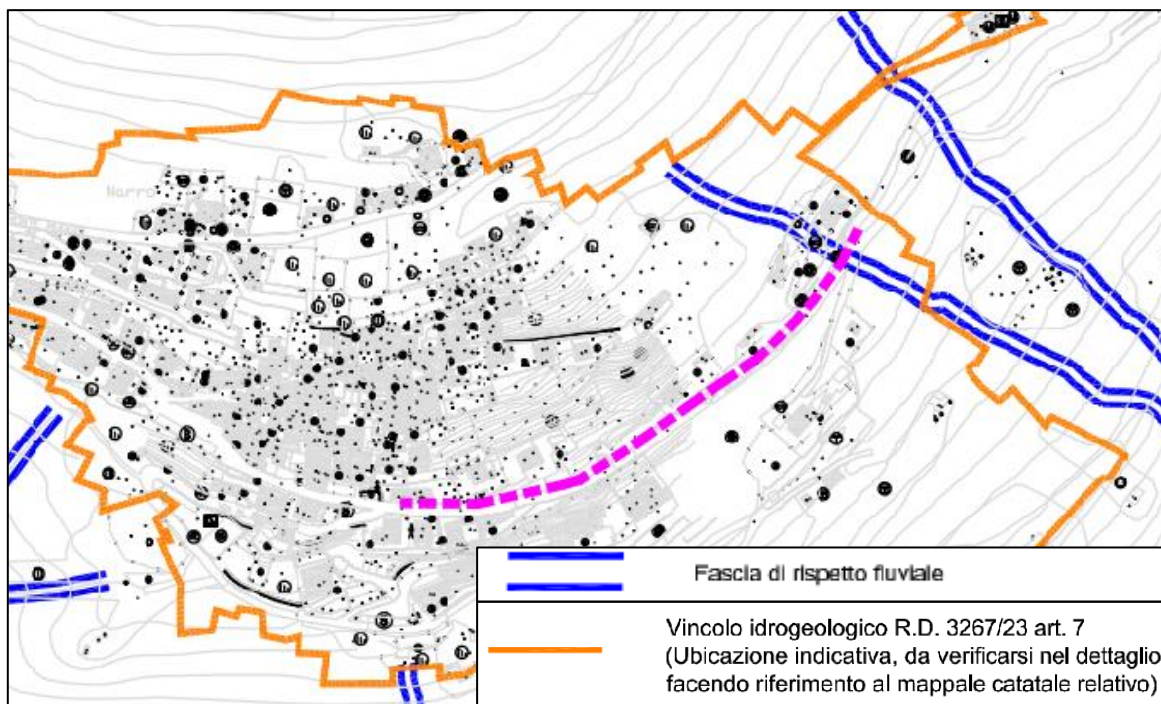 Narro
Fascia di rispetto fluviale
Vincolo idrogeologico R.D. 3267/23 art. 7
(Ubicazione indicativa, da verificarsi nel dettaglio
facendo riferimento al mappale catatale relativo)